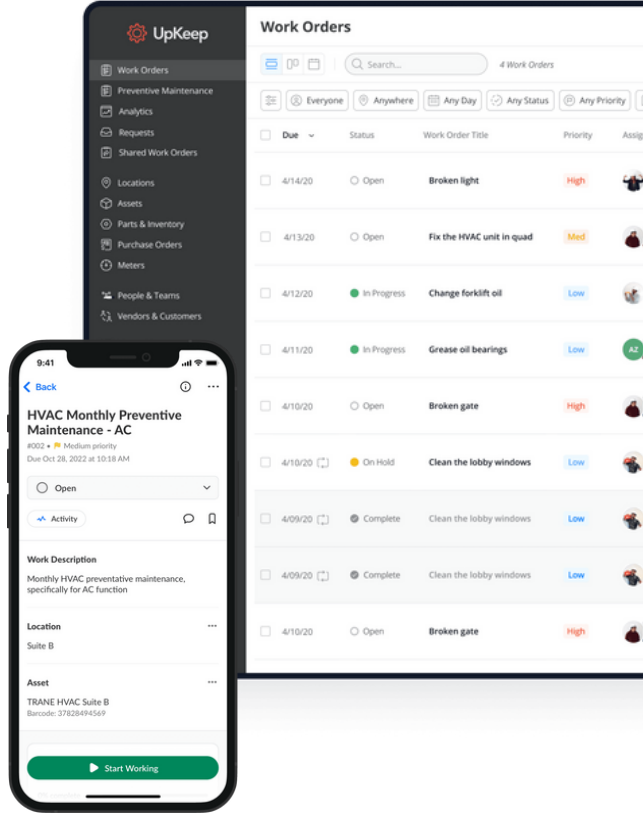 UpKeep
Work Orders
Preventive Maintenance
Analytics
Requests
Shared Work Orders
Locations
Assets
Parts & Inventory
Purchase Orders
Meters
People & Teams
Vendors & Customers
Work Orders
Search...
4 Work Orders
Everyone
Anywhere
Any Day
Any Status
Any Priority
Due Status Work Order Title Priority Assig
4/14/20 Open Broken light High
4/13/20 Open Fix the HVAC unit in quad Med
4/12/20 In Progress Change forklift oil Low
4/11/20 In Progress Grease oil bearings Low AZ
4/10/20 Open Broken gate High
4/10/20 On Hold Clean the lobby windows Low
4/09/20 Complete Clean the lobby windows Low
4/09/20 Complete Clean the lobby windows Low
4/10/20 Open Broken gate High
9:41
Back
HVAC Monthly Preventive
Maintenance - AC
#002 • Medium priority
Due Oct 28, 2022 at 10:18 AM
Open
Activity
Work Description
Monthly HVAC preventative maintenance,
specifically for AC function
Location
Suite B
Asset
TRANE HVAC Suite B
Barcode: 37828494569
Start Working